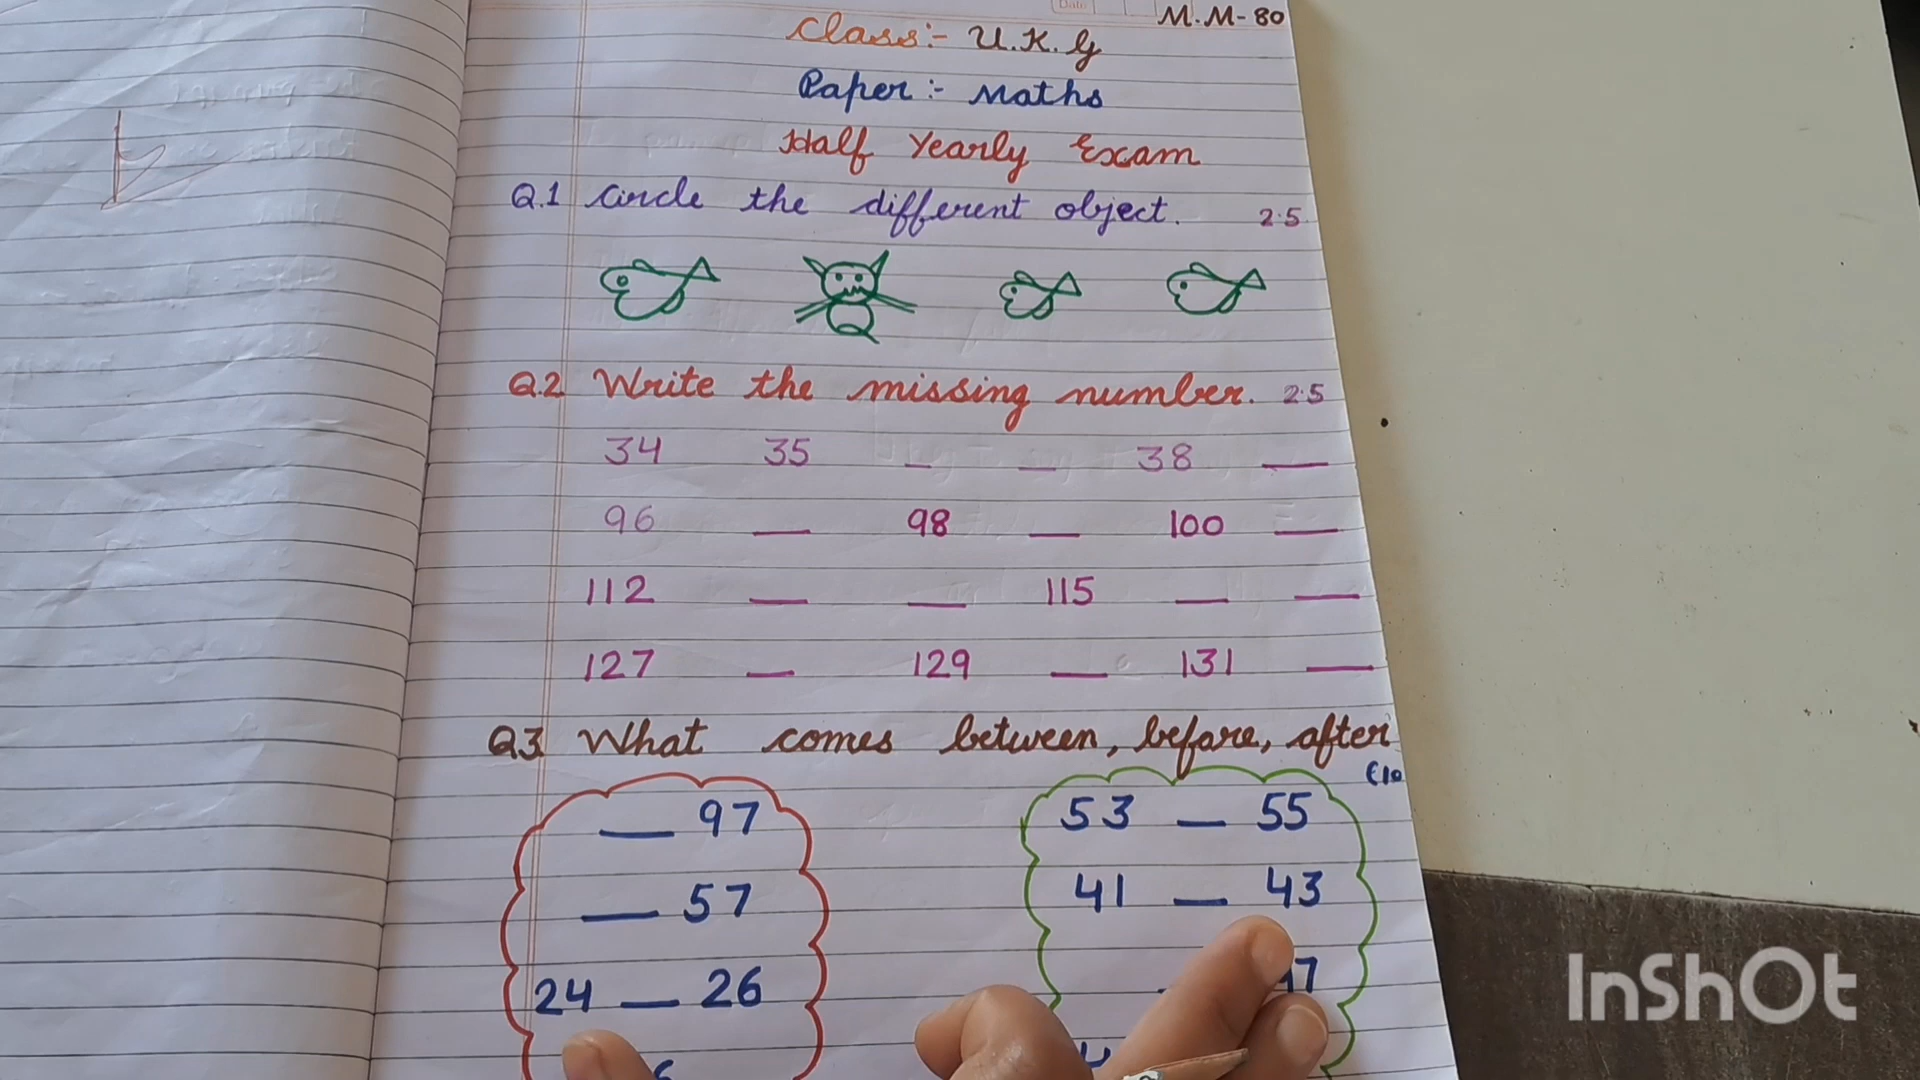 Date
M.M-80
Class:- U.K.G
Paper:- Maths
Half Yearly Exam
Q.1 Circle the different object. 2.5
Q.2 Write the missing number. 2.5
34 35 _ _ 38 _
96 _ 98 _ 100 _
112 _ _ 115 _ _
127 _ 129 _ 131 _
Q3 What comes between, before, after
_ 97
53 _ 55
_ 57
41 _ 43
24 _ 26
InShOt